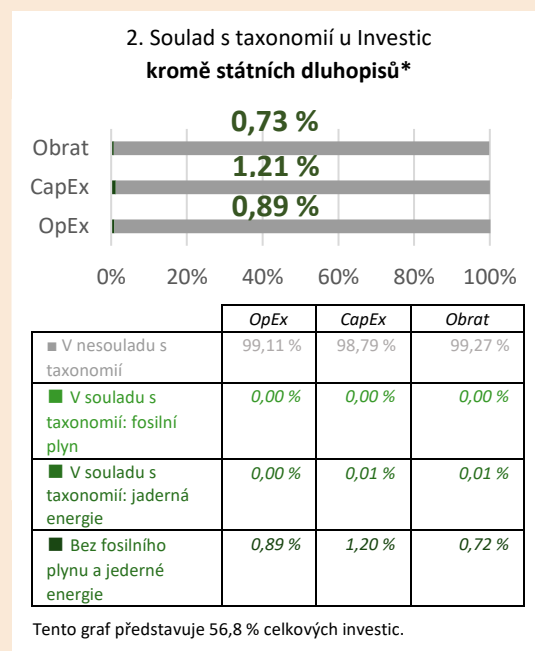 2. Soulad s taxonomií u Investic
kromě státních dluhopisů*
0,73 %
Obrat
1,21 %
CapEx
0,89 %
OpEx
0% 20% 40% 60% 80% 100%
OpEx CapEx Obrat
■ V nesouladu s 99,11 % 98,79 % 99,27 %
taxonomií
■ V souladu s 0,00 % 0,00 % 0,00 %
taxonomií: fosilní
plyn
■ V souladu s 0,00 % 0,01 % 0,01 %
taxonomií: jaderná
energie
■ Bez fosilního 0,89 % 1,20 % 0,72 %
plynu a jederné
energie
Tento graf představuje 56,8 % celkových investic.